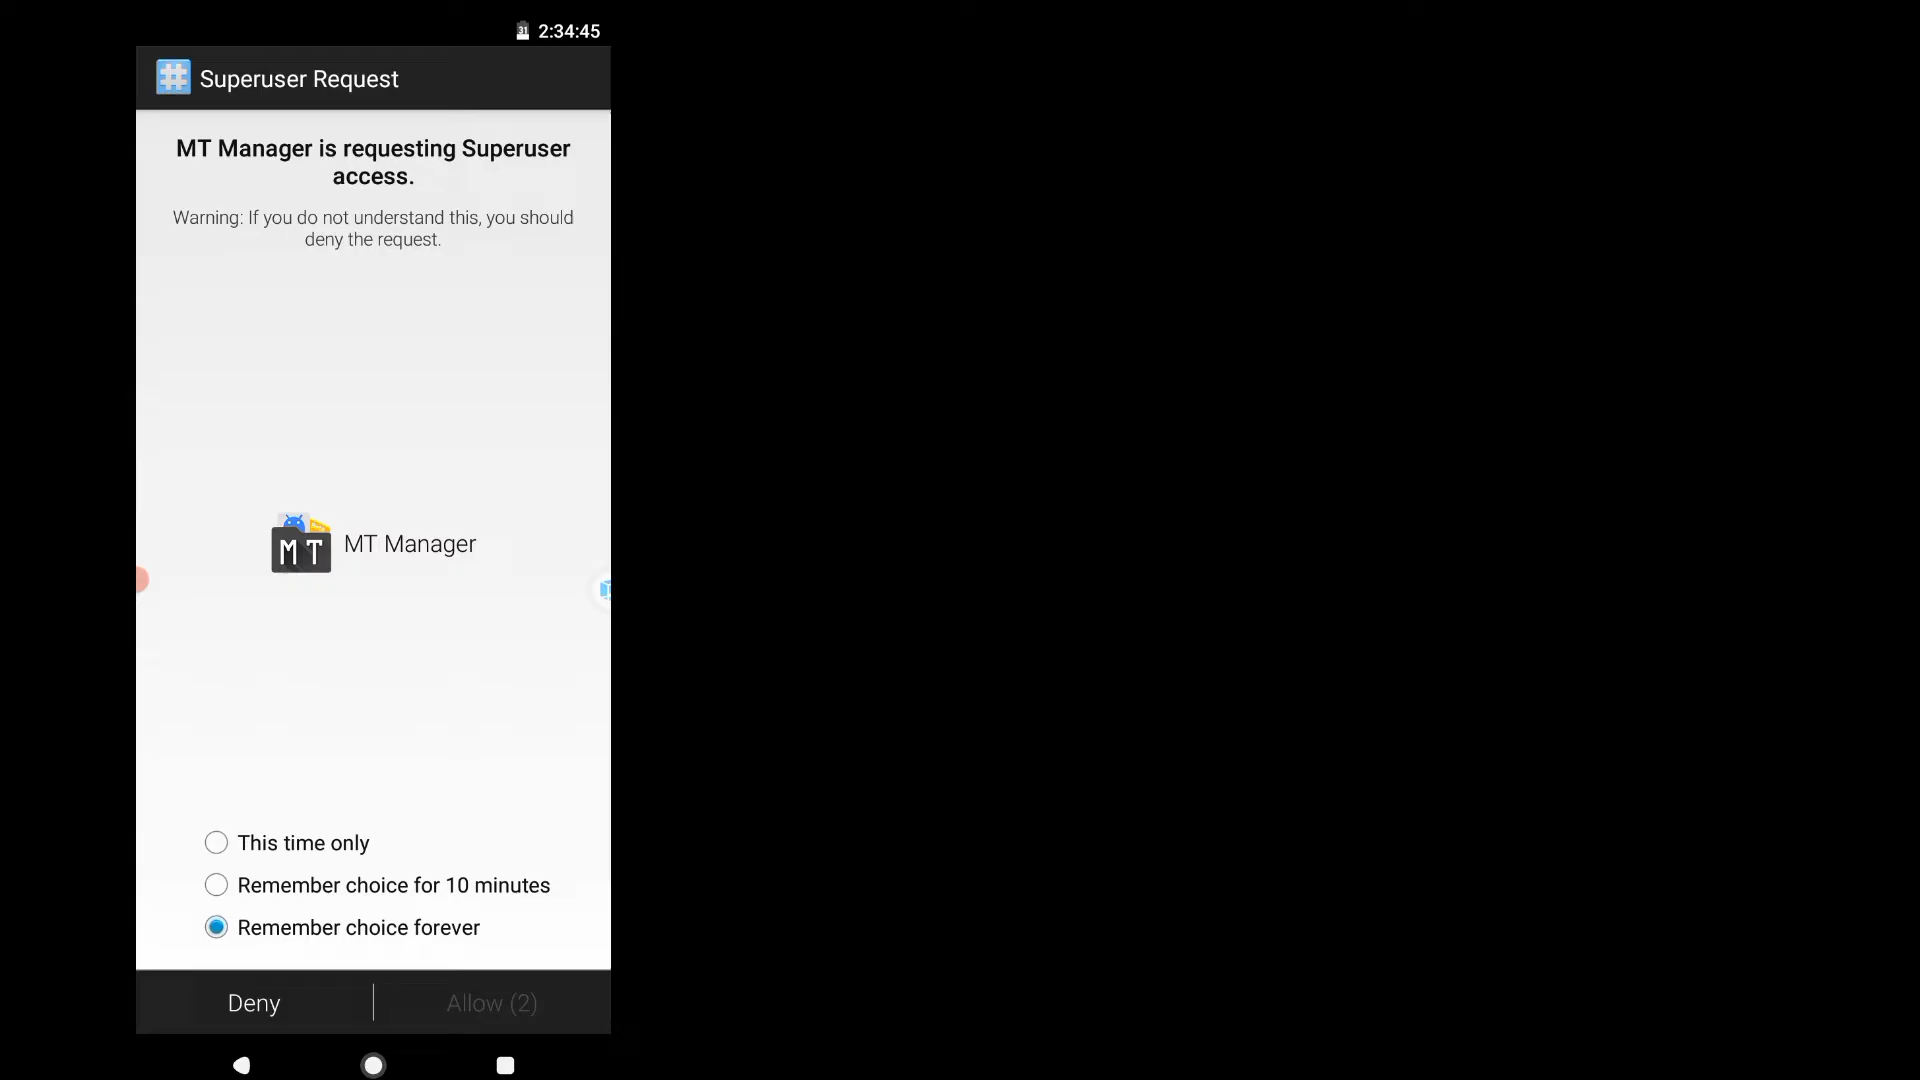 2:34:45
Superuser Request
MT Manager is requesting Superuser
access.
Warning: If you do not understand this, you should
deny the request.
MT Manager
This time only
Remember choice for 10 minutes
Remember choice forever
Deny
Allow (2)